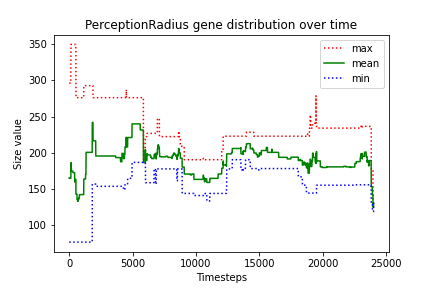 PerceptionRadius gene distribution over time
max
mean
min
Size value
350
300
250
200
150
100
0
5000
10000
15000
20000
25000
Timesteps